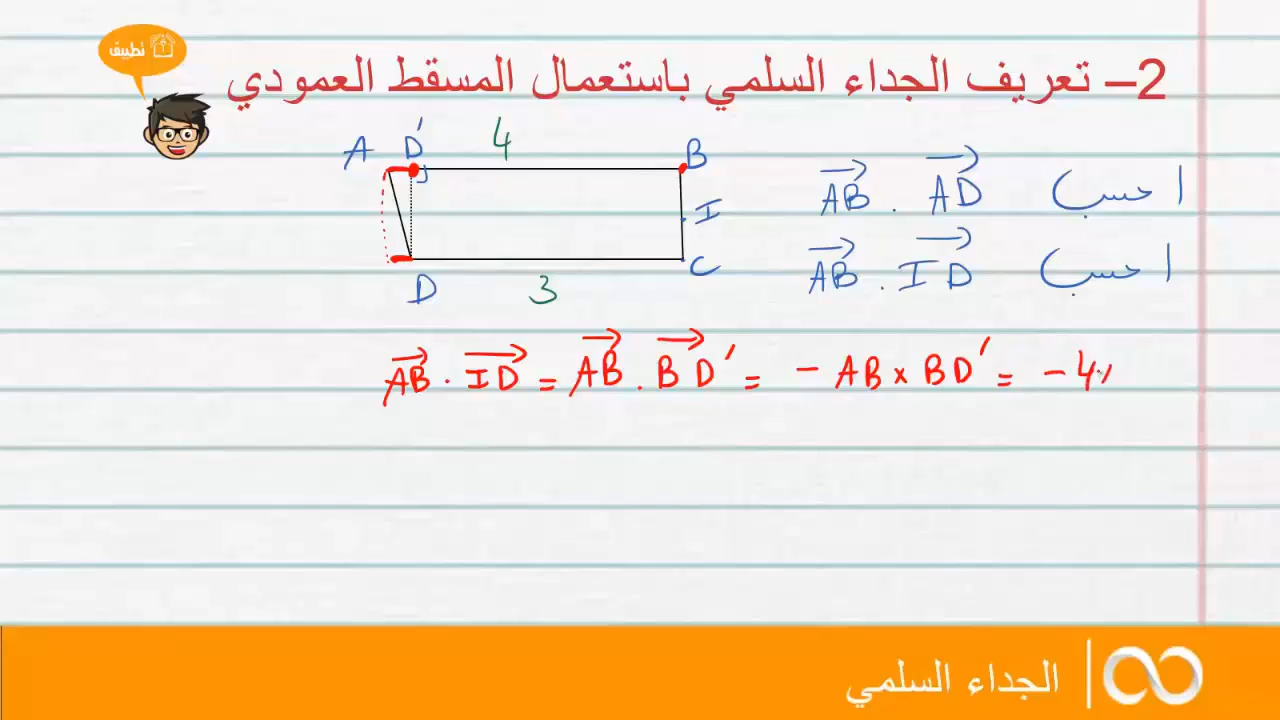 تطبيق
2– تعريف الجداء السلمي باستعمال المسقط العمودي
A D' 4 B
I
D 3 C
احسب AB . AD
احسب AB . ID
AB . ID = AB . BD' = - AB × BD' = - 4×
الجداء السلمي